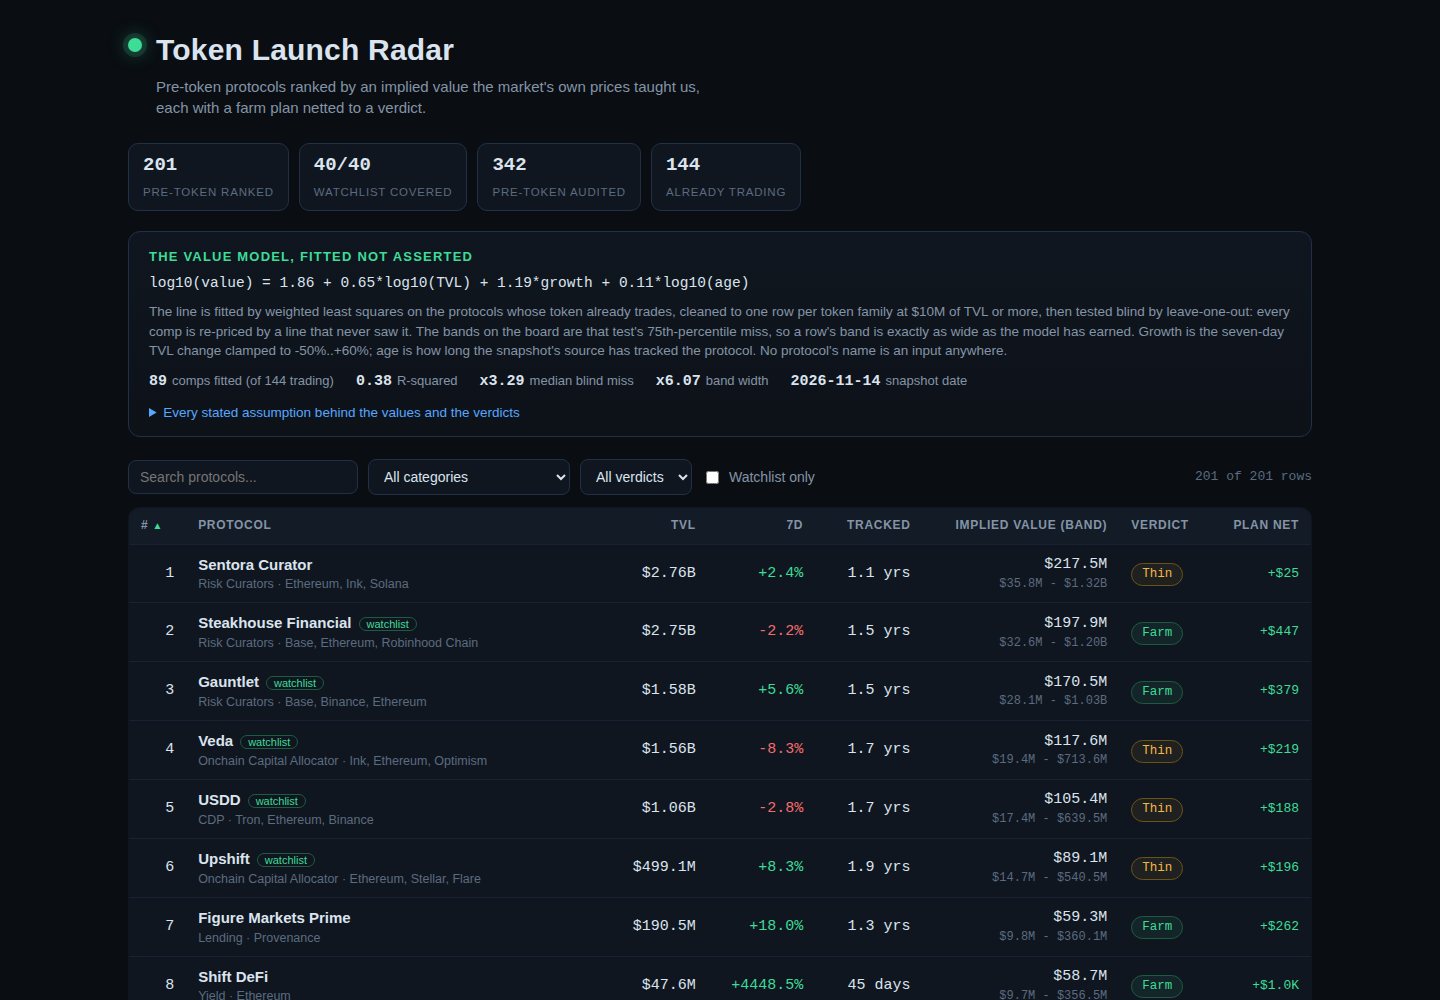 Token Launch Radar
Pre-token protocols ranked by an implied value the market's own prices taught us,
each with a farm plan netted to a verdict.
201
PRE-TOKEN RANKED
40/40
WATCHLIST COVERED
342
PRE-TOKEN AUDITED
144
ALREADY TRADING
THE VALUE MODEL, FITTED NOT ASSERTED
log10(value) = 1.86 + 0.65*log10(TVL) + 1.19*growth + 0.11*log10(age)
The line is fitted by weighted least squares on the protocols whose token already trades, cleaned to one row per token family at $10M of TVL or more, then tested blind by leave-one-out: every
comp is re-priced by a line that never saw it. The bands on the board are that test's 75th-percentile miss, so a row's band is exactly as wide as the model has earned. Growth is the seven-day
TVL change clamped to -50%..+60%; age is how long the snapshot's source has tracked the protocol. No protocol's name is an input anywhere.
89 comps fitted (of 144 trading) 0.38 R-squared x3.29 median blind miss x6.07 band width 2026-11-14 snapshot date
▶ Every stated assumption behind the values and the verdicts
Search protocols... All categories All verdicts Watchlist only 201 of 201 rows
# ▲ PROTOCOL TVL 7D TRACKED IMPLIED VALUE (BAND) VERDICT PLAN NET
1 Sentora Curator $2.76B +2.4% 1.1 yrs $217.5M Thin +$25
Risk Curators · Ethereum, Ink, Solana $35.8M - $1.32B
2 Steakhouse Financial watchlist $2.75B -2.2% 1.5 yrs $197.9M Farm +$447
Risk Curators · Base, Ethereum, Robinhood Chain $32.6M - $1.20B
3 Gauntlet watchlist $1.58B +5.6% 1.5 yrs $170.5M Farm +$379
Risk Curators · Base, Binance, Ethereum $28.1M - $1.03B
4 Veda watchlist $1.56B -8.3% 1.7 yrs $117.6M Thin +$219
Onchain Capital Allocator · Ink, Ethereum, Optimism $19.4M - $713.6M
5 USDD watchlist $1.06B -2.8% 1.7 yrs $105.4M Thin +$188
CDP · Tron, Ethereum, Binance $17.4M - $639.5M
6 Upshift watchlist $499.1M +8.3% 1.9 yrs $89.1M Thin +$196
Onchain Capital Allocator · Ethereum, Stellar, Flare $14.7M - $540.5M
7 Figure Markets Prime $190.5M +18.0% 1.3 yrs $59.3M Farm +$262
Lending · Provenance $9.8M - $360.1M
8 Shift DeFi $47.6M +4448.5% 45 days $58.7M Farm +$1.0K
Yield · Ethereum $9.7M - $356.5M